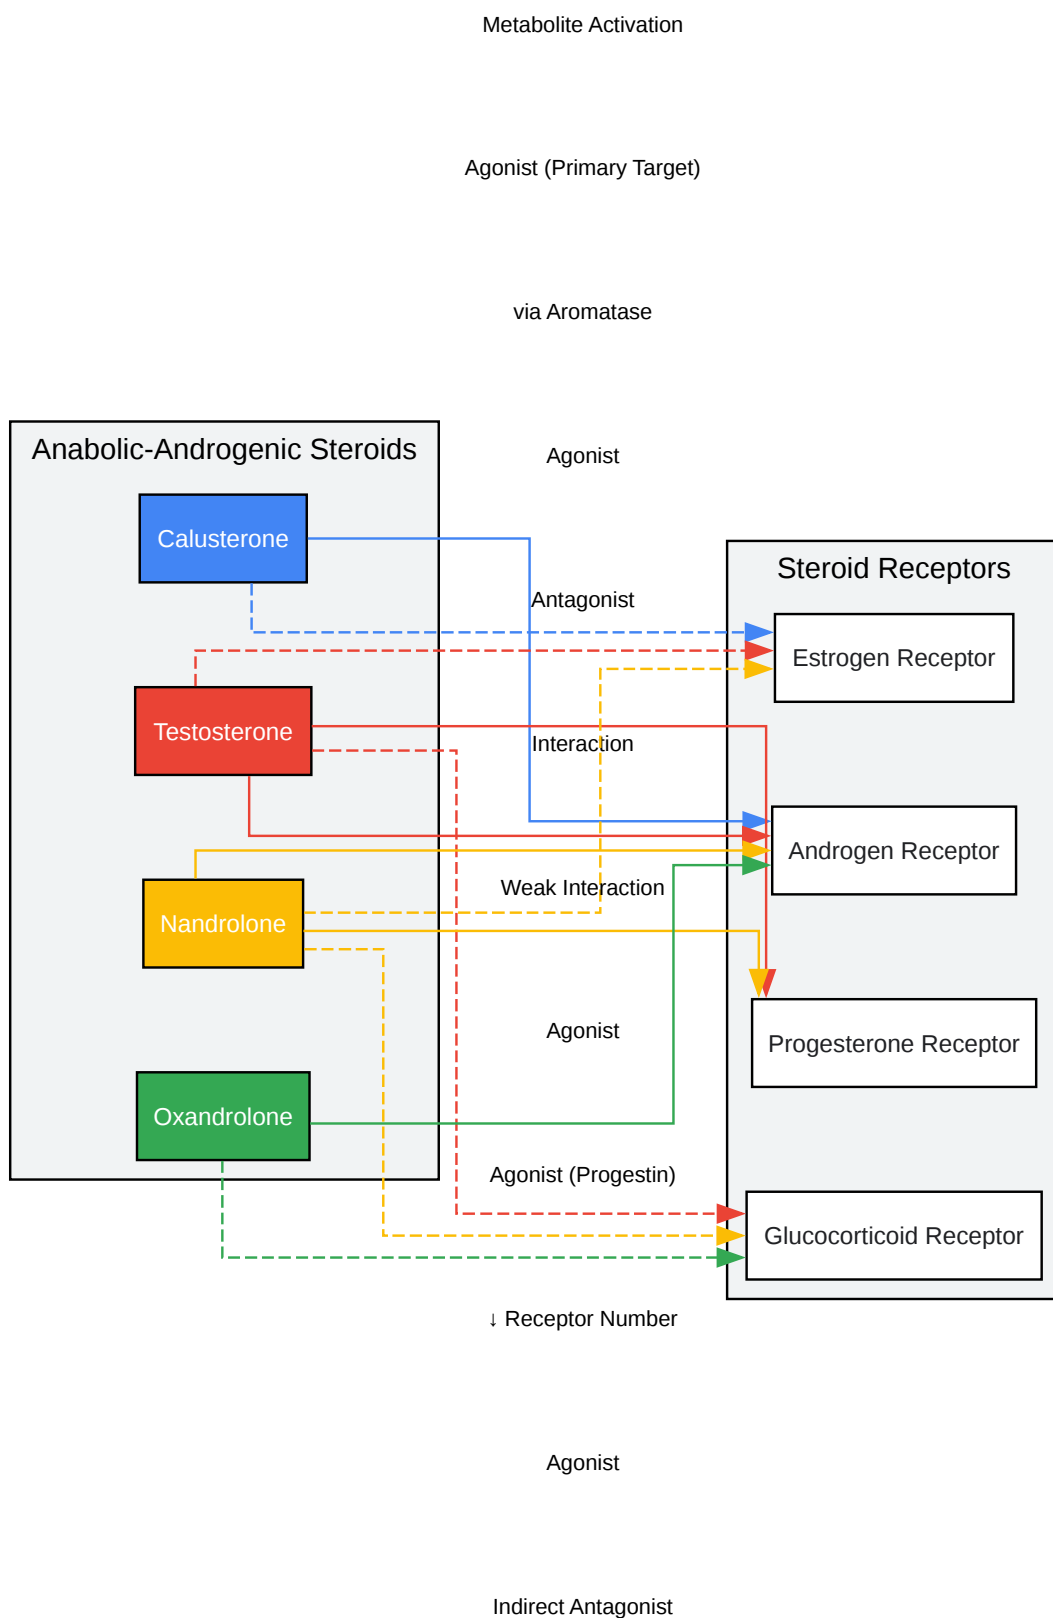 Metabolite Activation
Agonist (Primary Target)
via Aromatase
Anabolic-Androgenic Steroids
Agonist
Calusterone
Steroid Receptors
Antagonist
Estrogen Receptor
Testosterone
Interaction
Androgen Receptor
Weak Interaction
Nandrolone
Agonist
Progesterone Receptor
Oxandrolone
Agonist (Progestin)
Glucocorticoid Receptor
↓ Receptor Number
Agonist
Indirect Antagonist